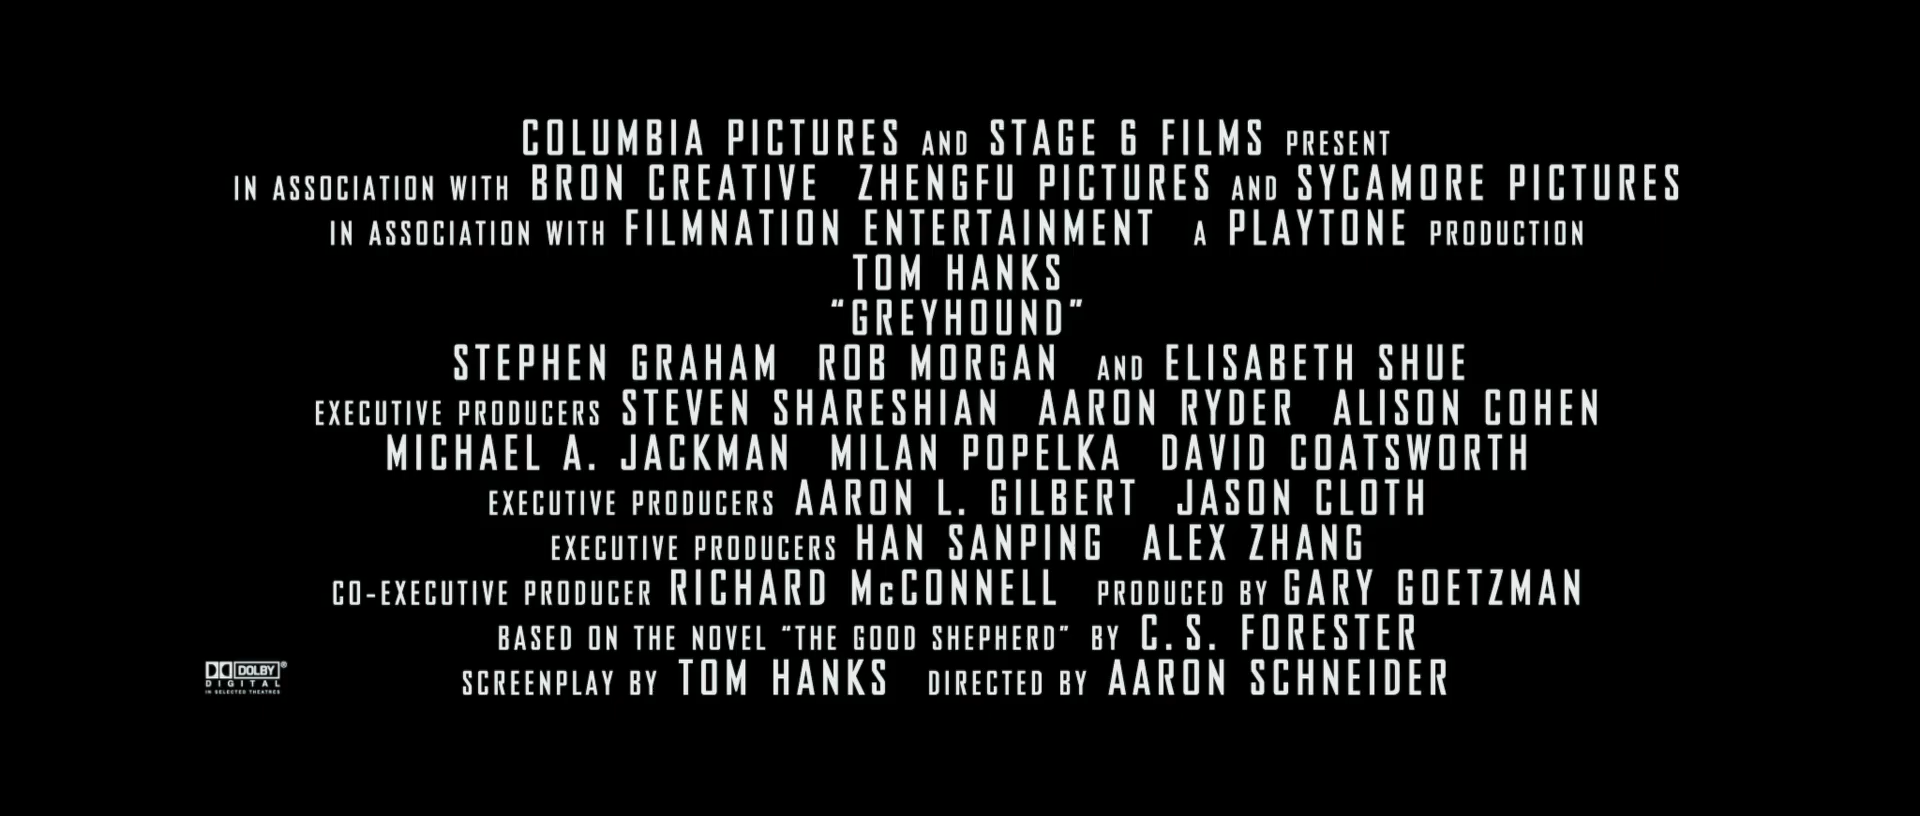 COLUMBIA PICTURES AND STAGE 6 FILMS PRESENT
IN ASSOCIATION WITH BRON CREATIVE ZHENGFU PICTURES AND SYCAMORE PICTURES
IN ASSOCIATION WITH FILMNATION ENTERTAINMENT A PLAYTONE PRODUCTION
TOM HANKS
“GREYHOUND”
STEPHEN GRAHAM ROB MORGAN AND ELISABETH SHUE
EXECUTIVE PRODUCERS STEVEN SHARESHIAN AARON RYDER ALISON COHEN
MICHAEL A. JACKMAN MILAN POPELKA DAVID COATSWORTH
EXECUTIVE PRODUCERS AARON L. GILBERT JASON CLOTH
EXECUTIVE PRODUCERS HAN SANPING ALEX ZHANG
CO-EXECUTIVE PRODUCER RICHARD McCONNELL PRODUCED BY GARY GOETZMAN
BASED ON THE NOVEL “THE GOOD SHEPHERD” BY C.S. FORESTER
SCREENPLAY BY TOM HANKS DIRECTED BY AARON SCHNEIDER
DOLBY®
DIGITAL
IN SELECTED THEATRES